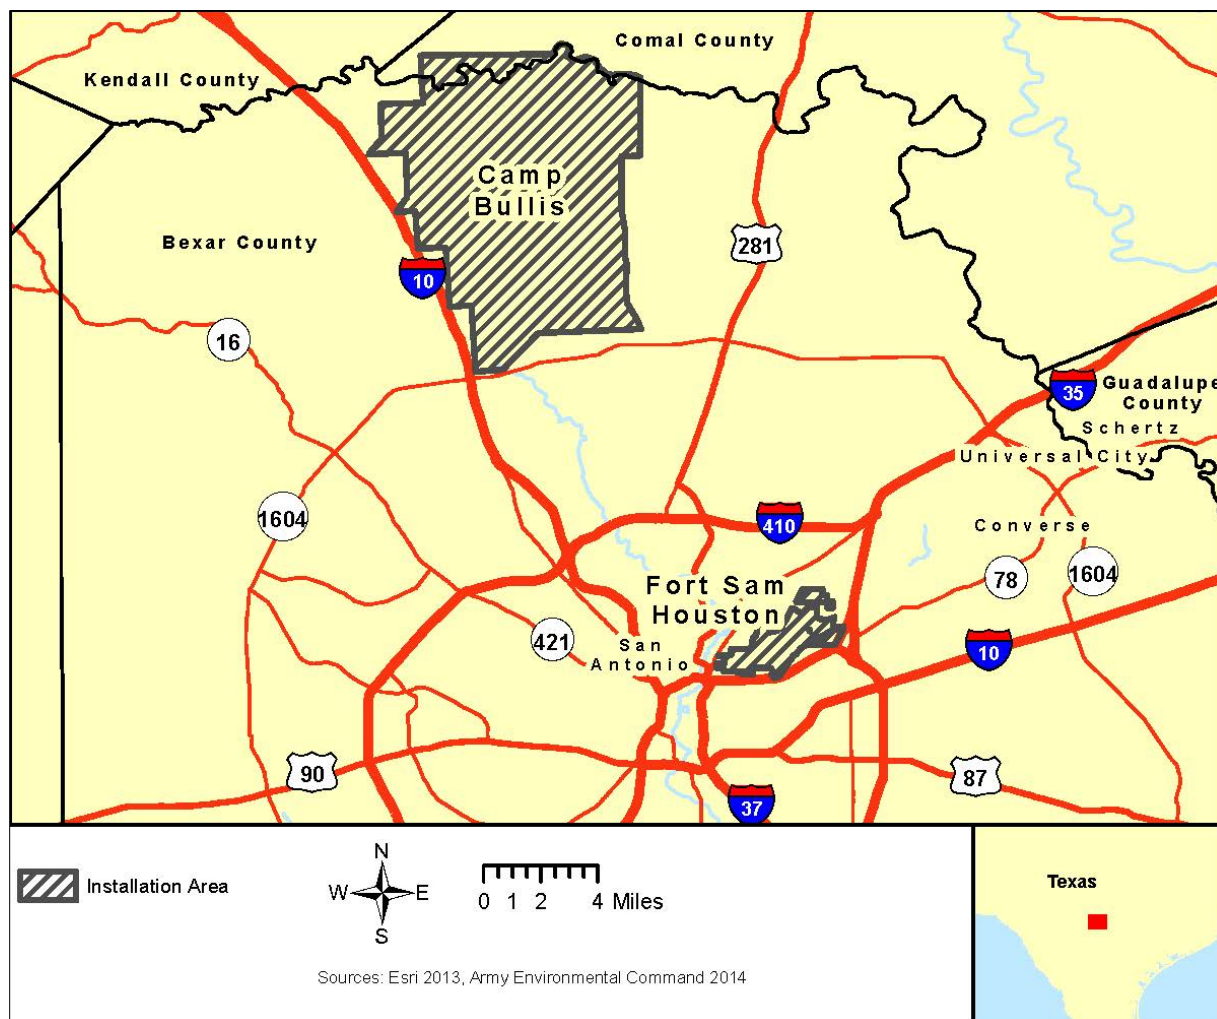 Comal County
Kendall County
Camp
Bullis
Bexar County
281
10
16
35
Guadalupe
County
Schertz
Universal City
1604
410
Converse
78
1604
Fort Sam
Houston
421
San
Antonio
10
90
87
37
Installation Area
N
W
E
S
0 1 2 4 Miles
Sources: Esri 2013, Army Environmental Command 2014
Texas